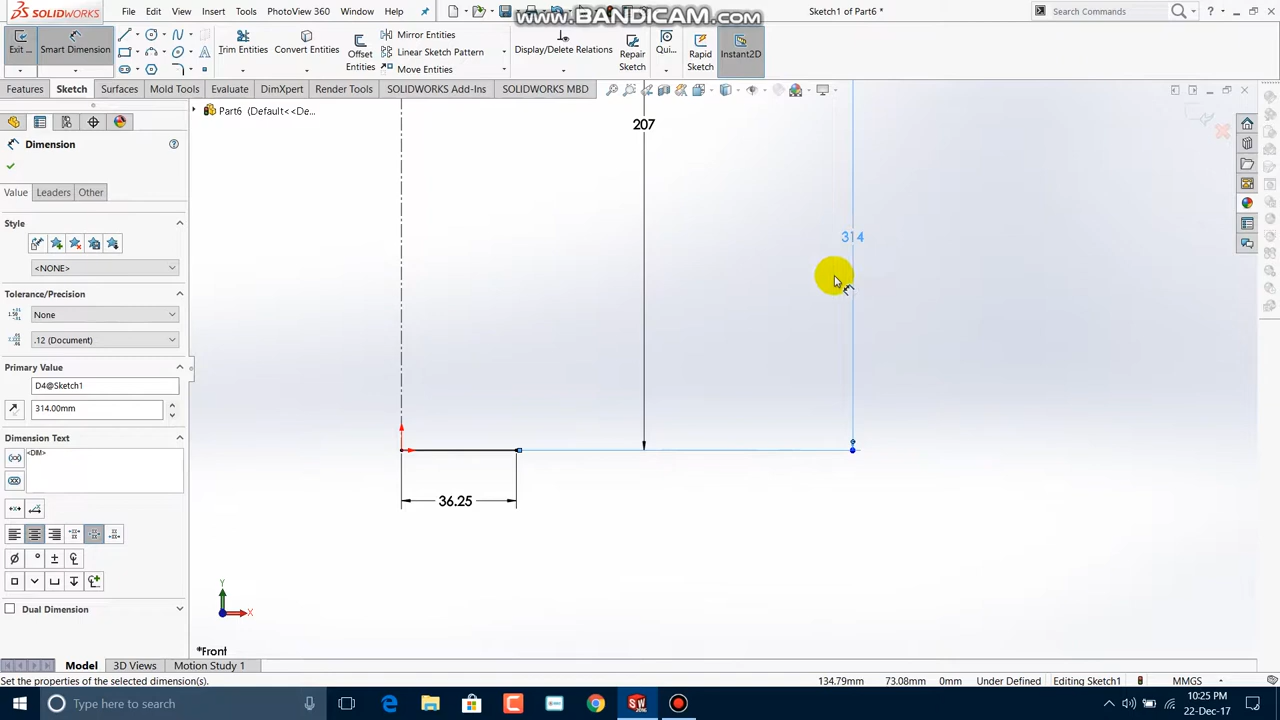 SOLIDWORKS File Edit View Insert Tools PhotoView 360 Window Help
www.BANDICAM.com
Sketch1 of Part6 *
Search Commands
Exit ... Smart Dimension
Trim Entities Convert Entities Offset Entities
Mirror Entities
Linear Sketch Pattern
Move Entities
Display/Delete Relations Repair Sketch Qui... Rapid Sketch Instant2D
Features Sketch Surfaces Mold Tools Evaluate DimXpert Render Tools SOLIDWORKS Add-Ins SOLIDWORKS MBD
Part6 (Default<<De...
Dimension
Value Leaders Other
Style
<NONE>
Tolerance/Precision
None
.12 (Document)
Primary Value
D4@Sketch1
314.00mm
Dimension Text
<DIM>
Dual Dimension
207
314
36.25
Y
X
*Front
Model 3D Views Motion Study 1
Set the properties of the selected dimension(s).
134.79mm 73.08mm 0mm Under Defined Editing Sketch1 MMGS
Type here to search
10:25 PM
22-Dec-17